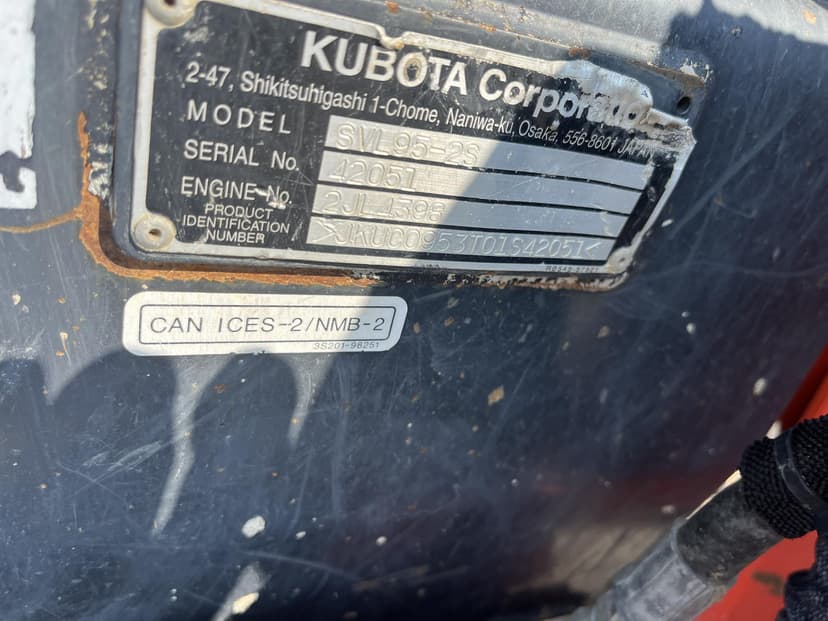 KUBOTA Corporation
2-47, Shikitsuhigashi 1-Chome, Naniwa-ku, Osaka, 556-8601 JAPAN
MODEL SVL95-2S
SERIAL No. 42051
ENGINE No. 2JL4398
PRODUCT
IDENTIFICATION
NUMBER
>JKUC0953T01S42051<
CAN ICES-2/NMB-2
3S201-98251